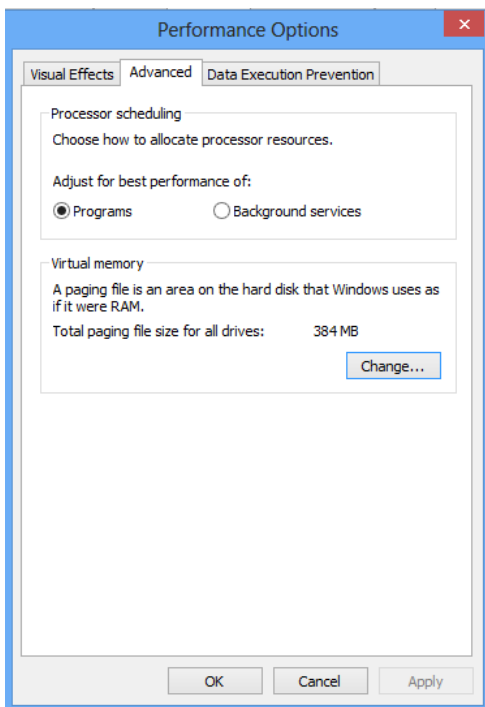 Performance Options
Visual Effects Advanced Data Execution Prevention
Processor scheduling
Choose how to allocate processor resources.
Adjust for best performance of:
Programs Background services
Virtual memory
A paging file is an area on the hard disk that Windows uses as
if it were RAM.
Total paging file size for all drives: 384 MB
Change...
OK Cancel Apply